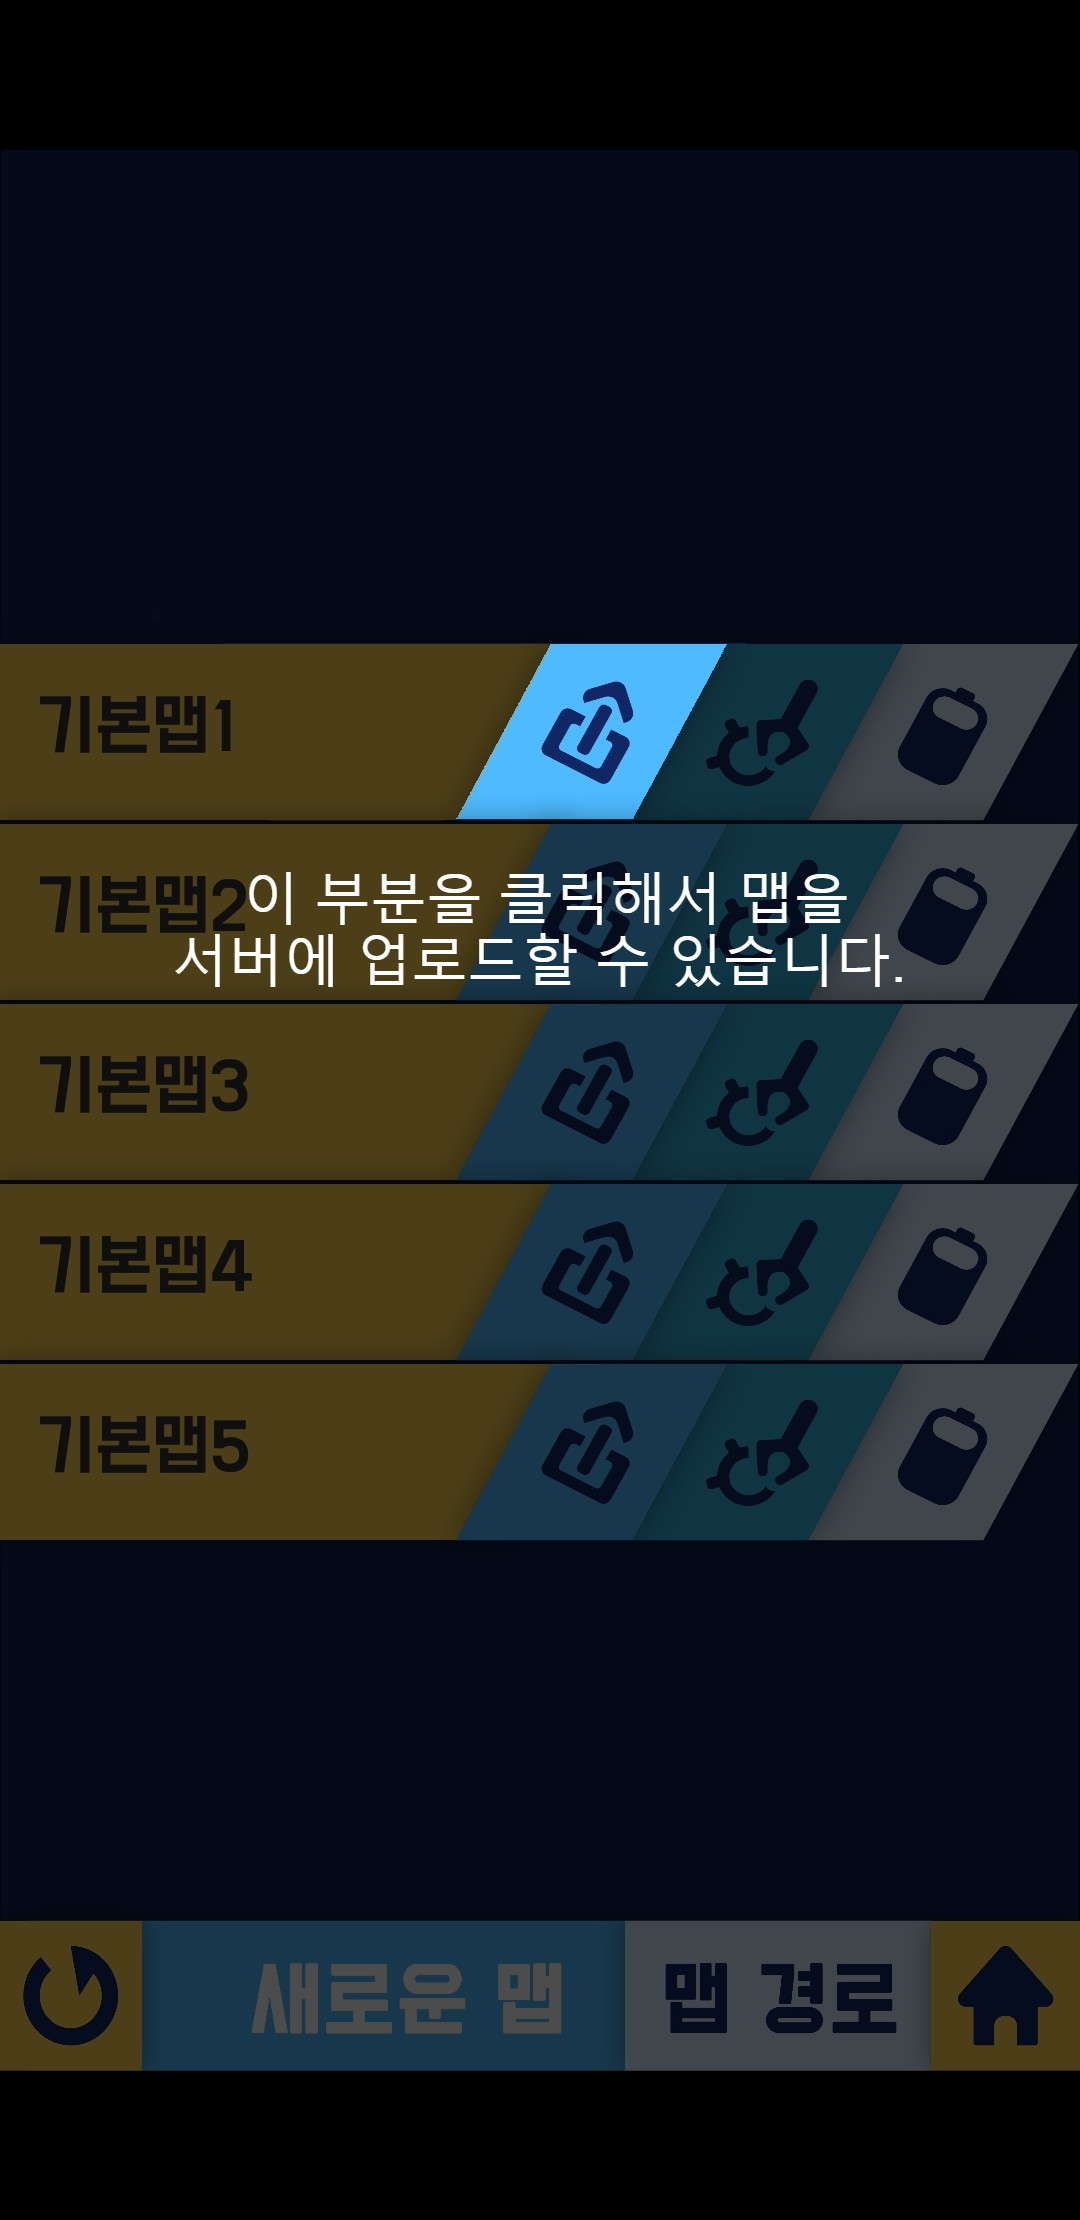 기본맵1
기본맵2
이 부분을 클릭해서 맵을
서버에 업로드할 수 있습니다.
기본맵3
기본맵4
기본맵5
새로운 맵
맵 경로